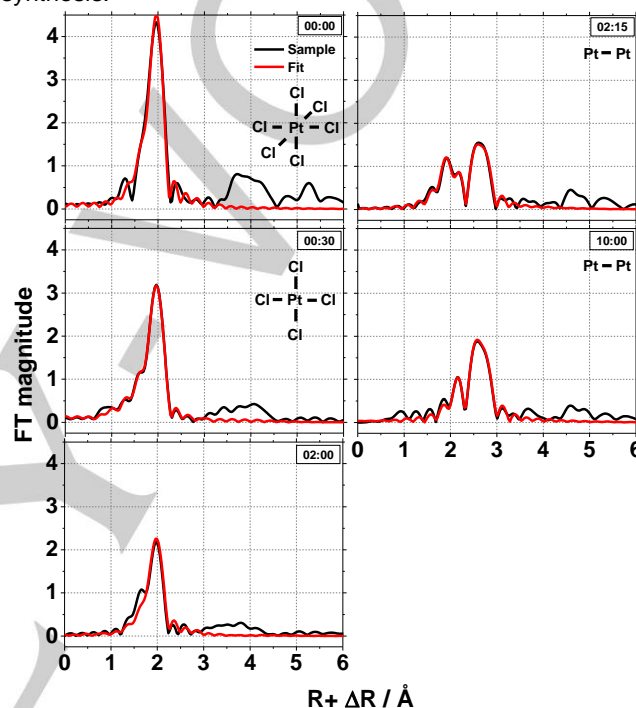 synthesis.
00:00
Sample
Fit
Cl
Cl
Cl Pt Cl
Cl
Cl
4
3
2
1
0
02:15
Pt Pt
00:30
Cl
Cl Pt Cl
Cl
4
3
2
1
0
10:00
Pt Pt
0 1 2 3 4 5 6
02:00
4
3
2
1
0
0 1 2 3 4 5 6
FT magnitude
R+ ΔR / Å